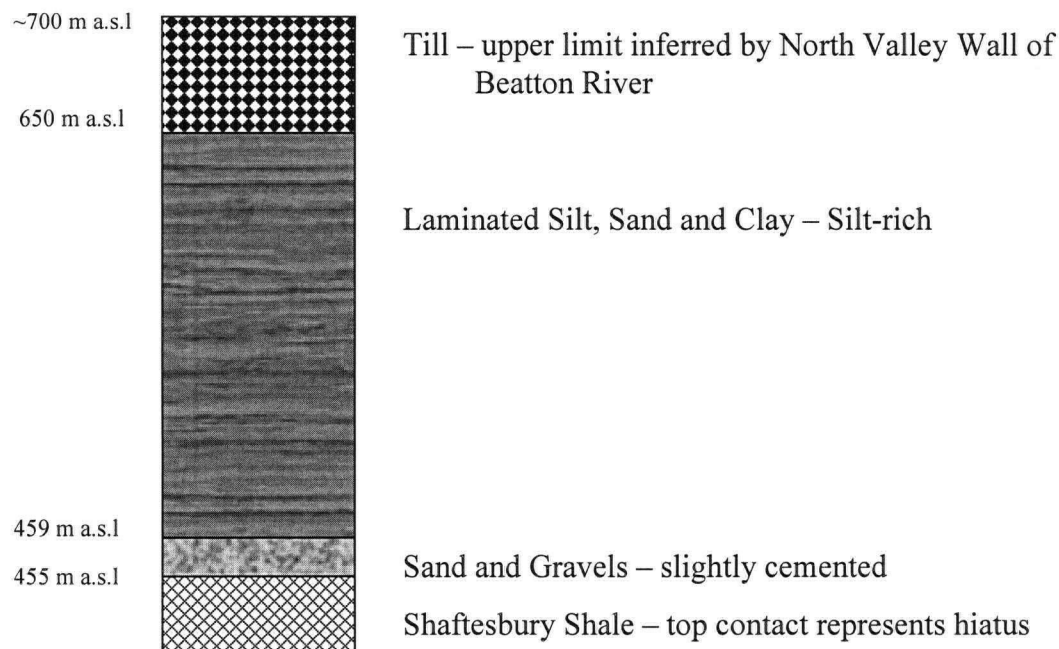 ~700 m a.s.l
Till – upper limit inferred by North Valley Wall of
Beatton River
650 m a.s.l
Laminated Silt, Sand and Clay – Silt-rich
459 m a.s.l
Sand and Gravels – slightly cemented
455 m a.s.l
Shaftesbury Shale – top contact represents hiatus